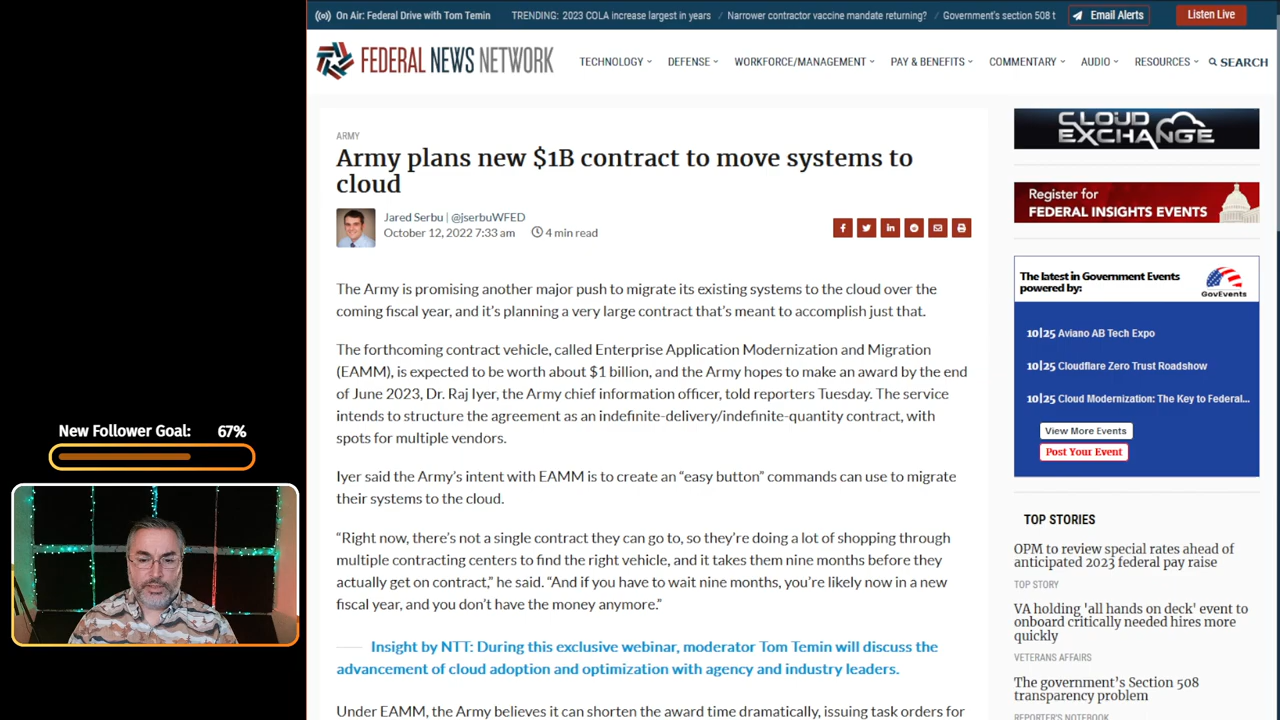 On Air: Federal Drive with Tom Temin
TRENDING: 2023 COLA increase largest in years / Narrower contractor vaccine mandate returning? / Government's section 508 t
Email Alerts
Listen Live
FEDERAL NEWS NETWORK
TECHNOLOGY
DEFENSE
WORKFORCE/MANAGEMENT
PAY & BENEFITS
COMMENTARY
AUDIO
RESOURCES
SEARCH
ARMY
Army plans new $1B contract to move systems to
cloud
Jared Serbu | @jserbuWFED
October 12, 2022 7:33 am
4 min read
The Army is promising another major push to migrate its existing systems to the cloud over the
coming fiscal year, and it's planning a very large contract that's meant to accomplish just that.
The forthcoming contract vehicle, called Enterprise Application Modernization and Migration
(EAMM), is expected to be worth about $1 billion, and the Army hopes to make an award by the end
of June 2023, Dr. Raj Iyer, the Army chief information officer, told reporters Tuesday. The service
intends to structure the agreement as an indefinite-delivery/indefinite-quantity contract, with
spots for multiple vendors.
Iyer said the Army's intent with EAMM is to create an “easy button” commands can use to migrate
their systems to the cloud.
“Right now, there's not a single contract they can go to, so they're doing a lot of shopping through
multiple contracting centers to find the right vehicle, and it takes them nine months before they
actually get on contract,” he said. “And if you have to wait nine months, you're likely now in a new
fiscal year, and you don't have the money anymore.”
Insight by NTT: During this exclusive webinar, moderator Tom Temin will discuss the
advancement of cloud adoption and optimization with agency and industry leaders.
Under EAMM, the Army believes it can shorten the award time dramatically, issuing task orders for
CLOUD
EXCHANGE
Register for
FEDERAL INSIGHTS EVENTS
The latest in Government Events
powered by:
GovEvents
10|25 Aviano AB Tech Expo
10|25 Cloudflare Zero Trust Roadshow
10|25 Cloud Modernization: The Key to Federal...
View More Events
Post Your Event
TOP STORIES
OPM to review special rates ahead of
anticipated 2023 federal pay raise
TOP STORY
VA holding 'all hands on deck' event to
onboard critically needed hires more
quickly
VETERANS AFFAIRS
The government's Section 508
transparency problem
REPORTER'S NOTEBOOK
New Follower Goal: 67%